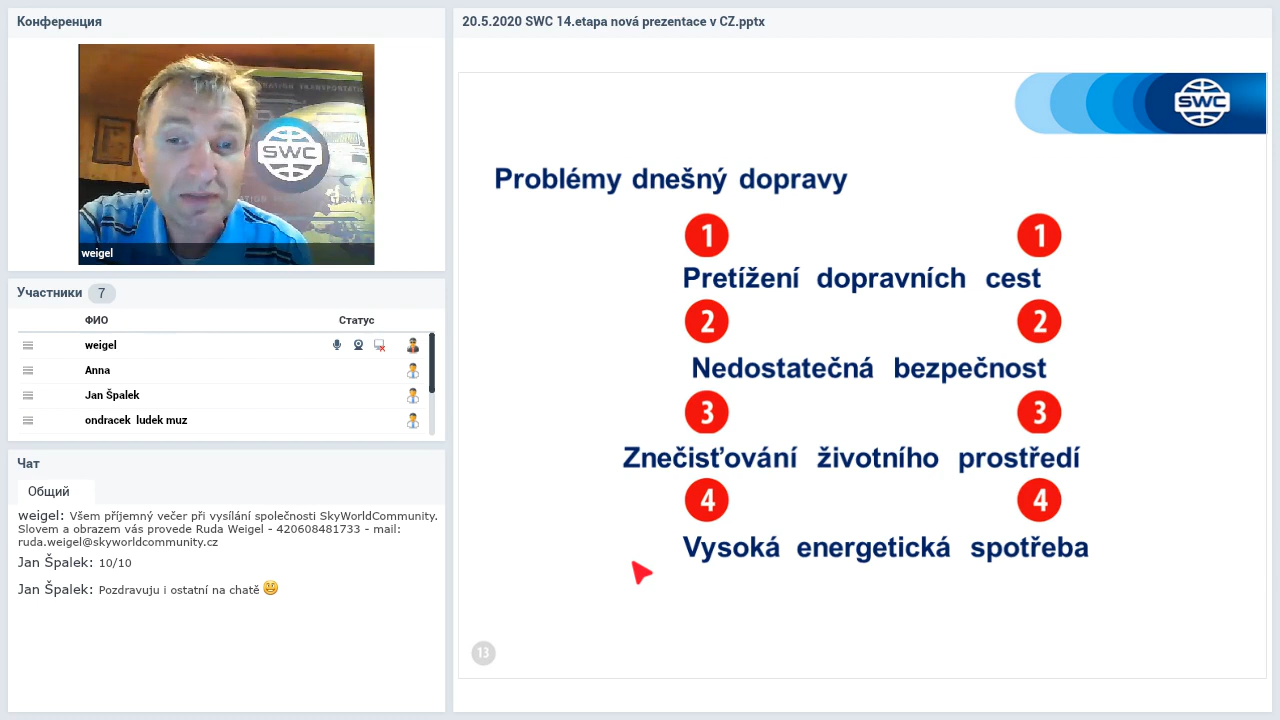 Конференция
SWC
weigel
Участники 7
ФИО Статус
weigel
Anna
Jan Špalek
ondracek ludek muz
Чат
Общий
weigel: Všem příjemný večer při vysílání společnosti SkyWorldCommunity.
Slovem a obrazem vás provede Ruda Weigel - 420608481733 - mail:
ruda.weigel@skyworldcommunity.cz
Jan Špalek: 10/10
Jan Špalek: Pozdravuju i ostatní na chatě
20.5.2020 SWC 14.etapa nová prezentace v CZ.pptx
SWC
Problémy dnešný dopravy
1 1
Pretížení dopravních cest
2 2
Nedostatečná bezpečnost
3 3
Znečisťování životního prostředí
4 4
Vysoká energetická spotřeba
13